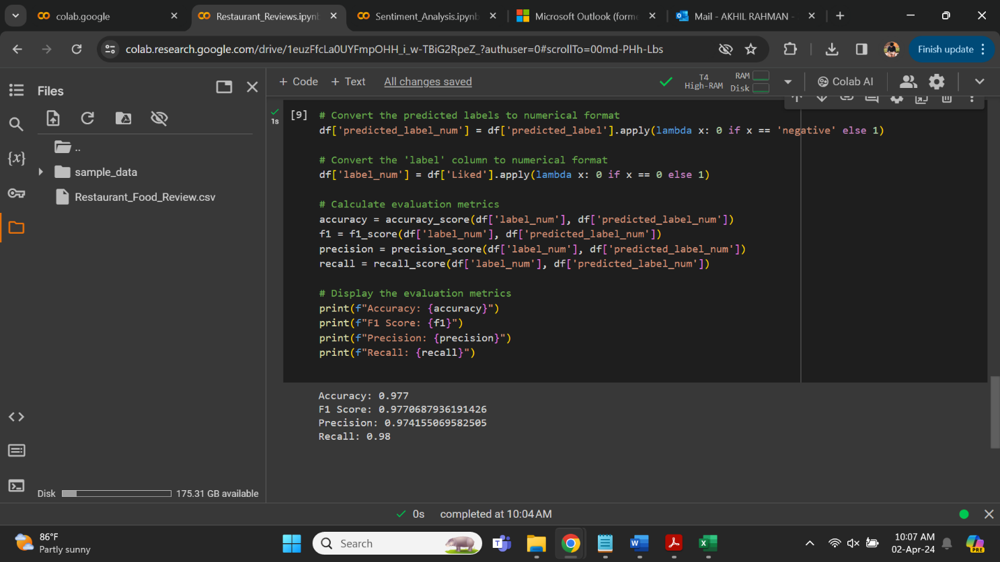 colab.google
Restaurant_Reviews.ipynb
Sentiment_Analysis.ipynb
Microsoft Outlook (forme
Mail - AKHIL RAHMAN -
colab.research.google.com/drive/1euzFfcLa0UYFmpOHH_i_w-TBiG2RpeZ_?authuser=0#scrollTo=00md-PHh-Lbs
Finish update
Files
+ Code + Text All changes saved
T4
High-RAM
RAM
Disk
Colab AI
..
sample_data
Restaurant_Food_Review.csv
{x}
1s
[9] # Convert the predicted labels to numerical format
df['predicted_label_num'] = df['predicted_label'].apply(lambda x: 0 if x == 'negative' else 1)
# Convert the 'label' column to numerical format
df['label_num'] = df['Liked'].apply(lambda x: 0 if x == 0 else 1)
# Calculate evaluation metrics
accuracy = accuracy_score(df['label_num'], df['predicted_label_num'])
f1 = f1_score(df['label_num'], df['predicted_label_num'])
precision = precision_score(df['label_num'], df['predicted_label_num'])
recall = recall_score(df['label_num'], df['predicted_label_num'])
# Display the evaluation metrics
print(f"Accuracy: {accuracy}")
print(f"F1 Score: {f1}")
print(f"Precision: {precision}")
print(f"Recall: {recall}")
Accuracy: 0.977
F1 Score: 0.9770687936191426
Precision: 0.974155069582505
Recall: 0.98
Disk 175.31 GB available
0s completed at 10:04 AM
86°F
Partly sunny
Search
10:07 AM
02-Apr-24
PRE